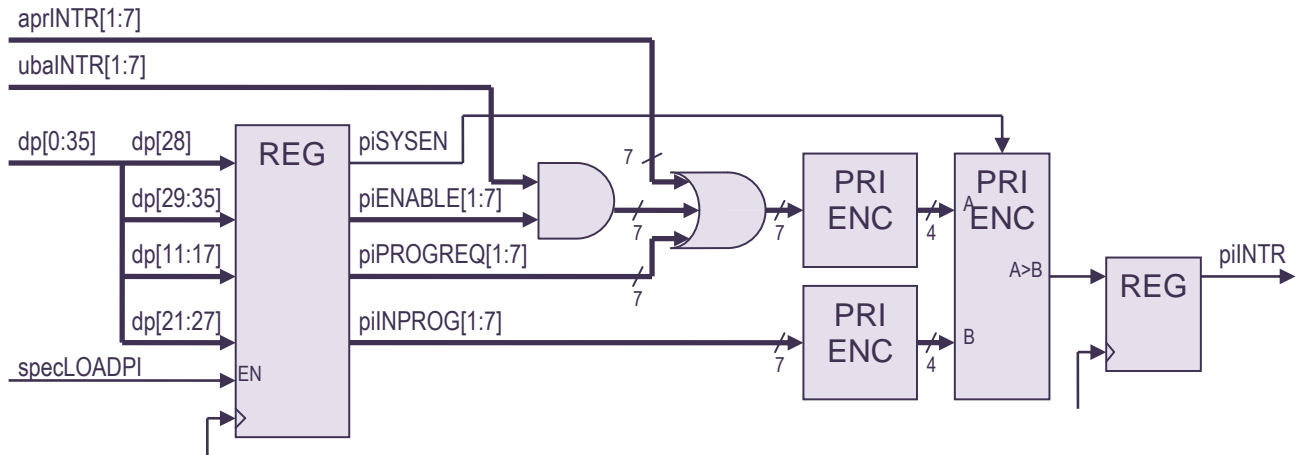 aprINTR[1:7]
ubaINTR[1:7]
dp[0:35]
dp[28]
REG
piSYSEN
7
PRI
ENC
PRI
ENC
dp[29:35]
piENABLE[1:7]
A
7
7
4
dp[11:17]
piPROGREQ[1:7]
A>B
piINTR
REG
7
dp[21:27]
piINPROG[1:7]
PRI
ENC
B
7
4
specLOADPI
EN